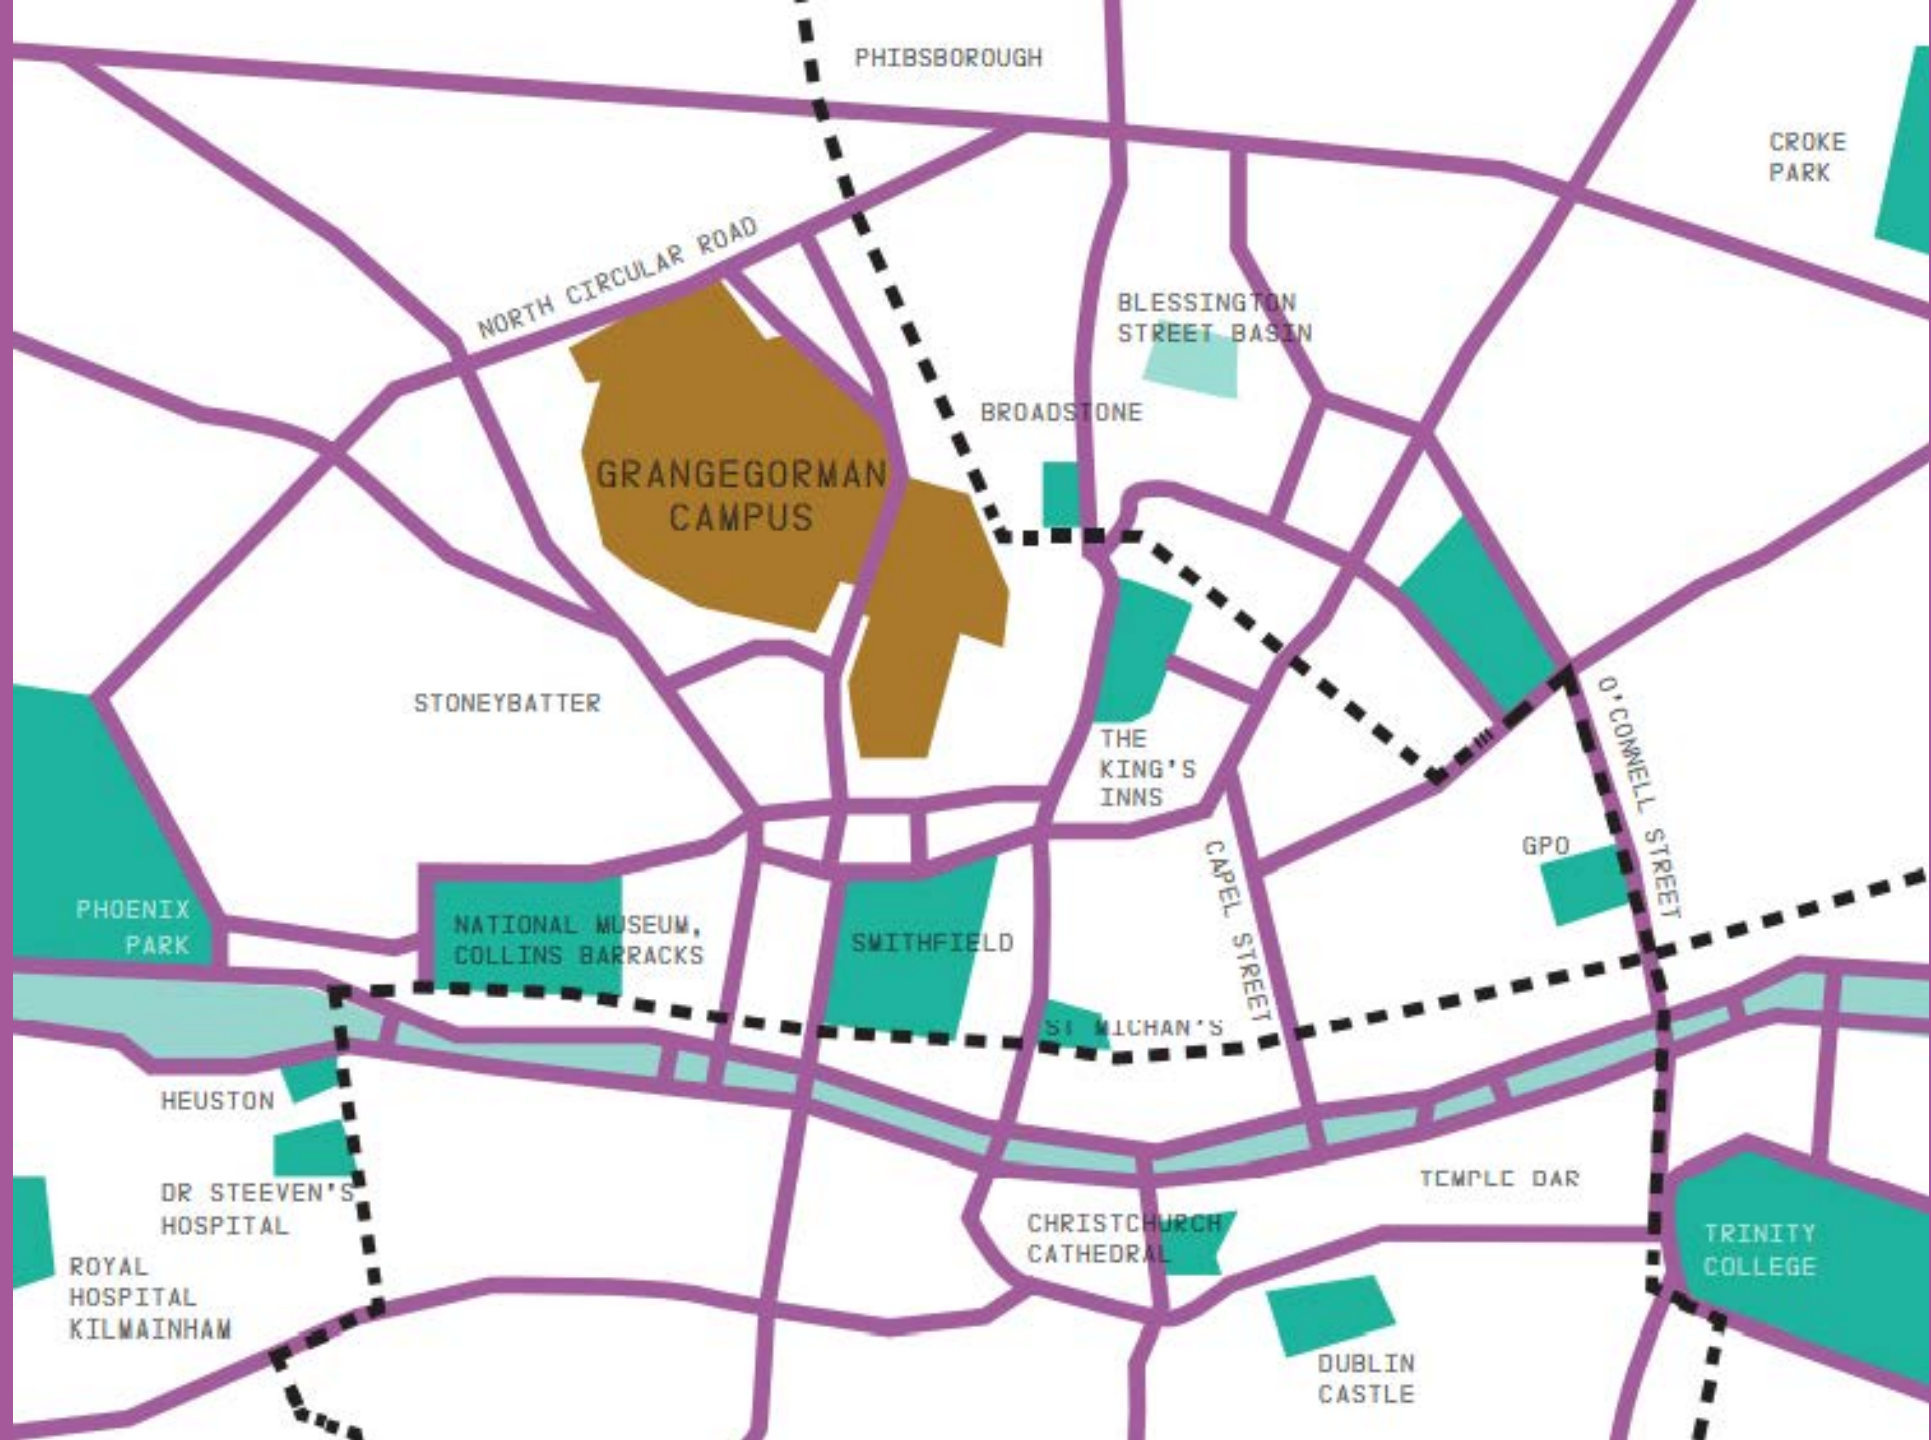 PHIBSBOROUGH
CROKE
PARK
NORTH CIRCULAR ROAD
BLESSINGTON
STREET BASIN
BROADSTONE
GRANGEGORMAN
CAMPUS
STONEYBATTER
O'CONNELL STREET
THE
KING'S
INNS
GPO
CAPEL STREET
PHOENIX
PARK
NATIONAL MUSEUM,
COLLINS BARRACKS
SMITHFIELD
ST MICHAN'S
HEUSTON
TEMPLE BAR
DR STEEVEN'S
HOSPITAL
CHRISTCHURCH
CATHEDRAL
TRINITY
COLLEGE
ROYAL
HOSPITAL
KILMAINHAM
DUBLIN
CASTLE